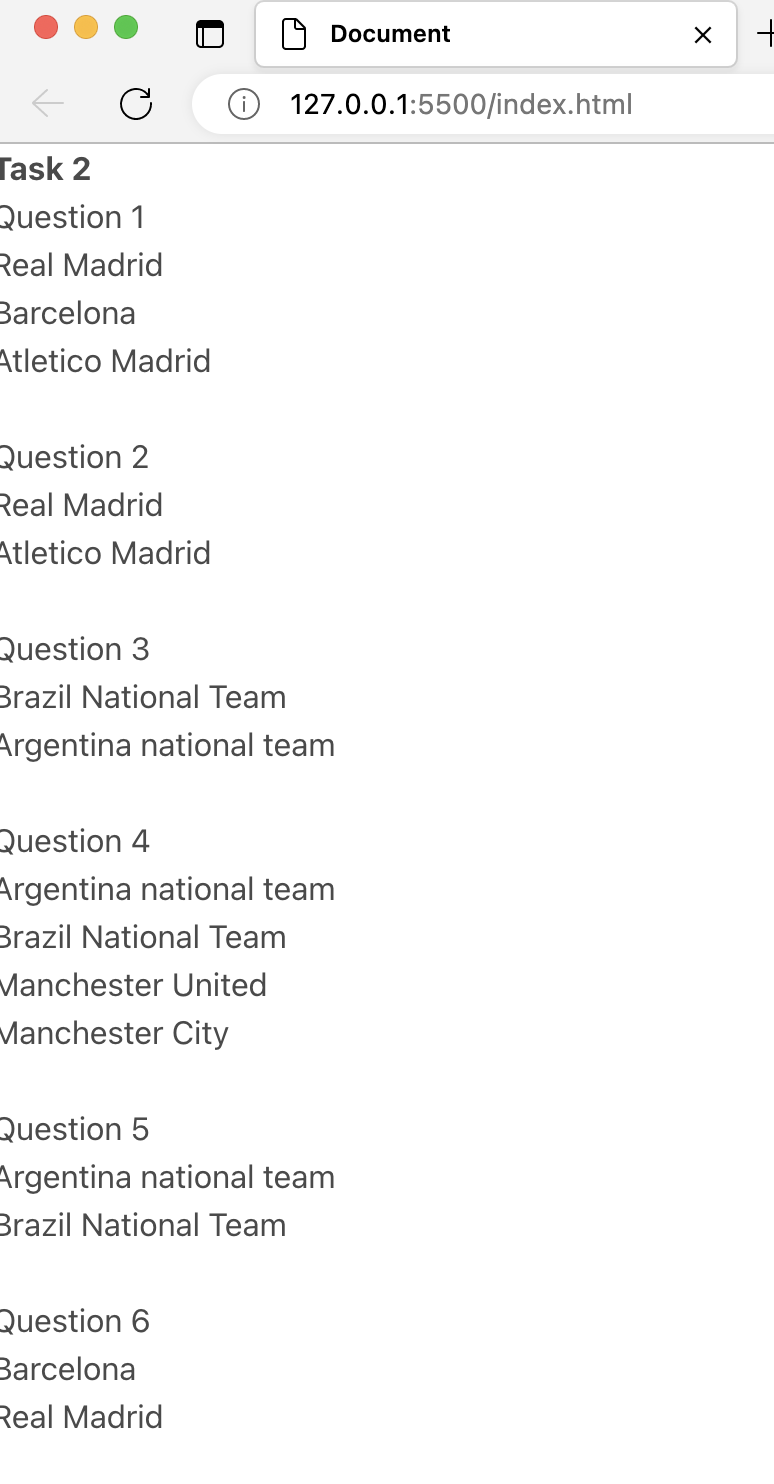 Document
127.0.0.1:5500/index.html
Task 2
Question 1
Real Madrid
Barcelona
Atletico Madrid
Question 2
Real Madrid
Atletico Madrid
Question 3
Brazil National Team
Argentina national team
Question 4
Argentina national team
Brazil National Team
Manchester United
Manchester City
Question 5
Argentina national team
Brazil National Team
Question 6
Barcelona
Real Madrid